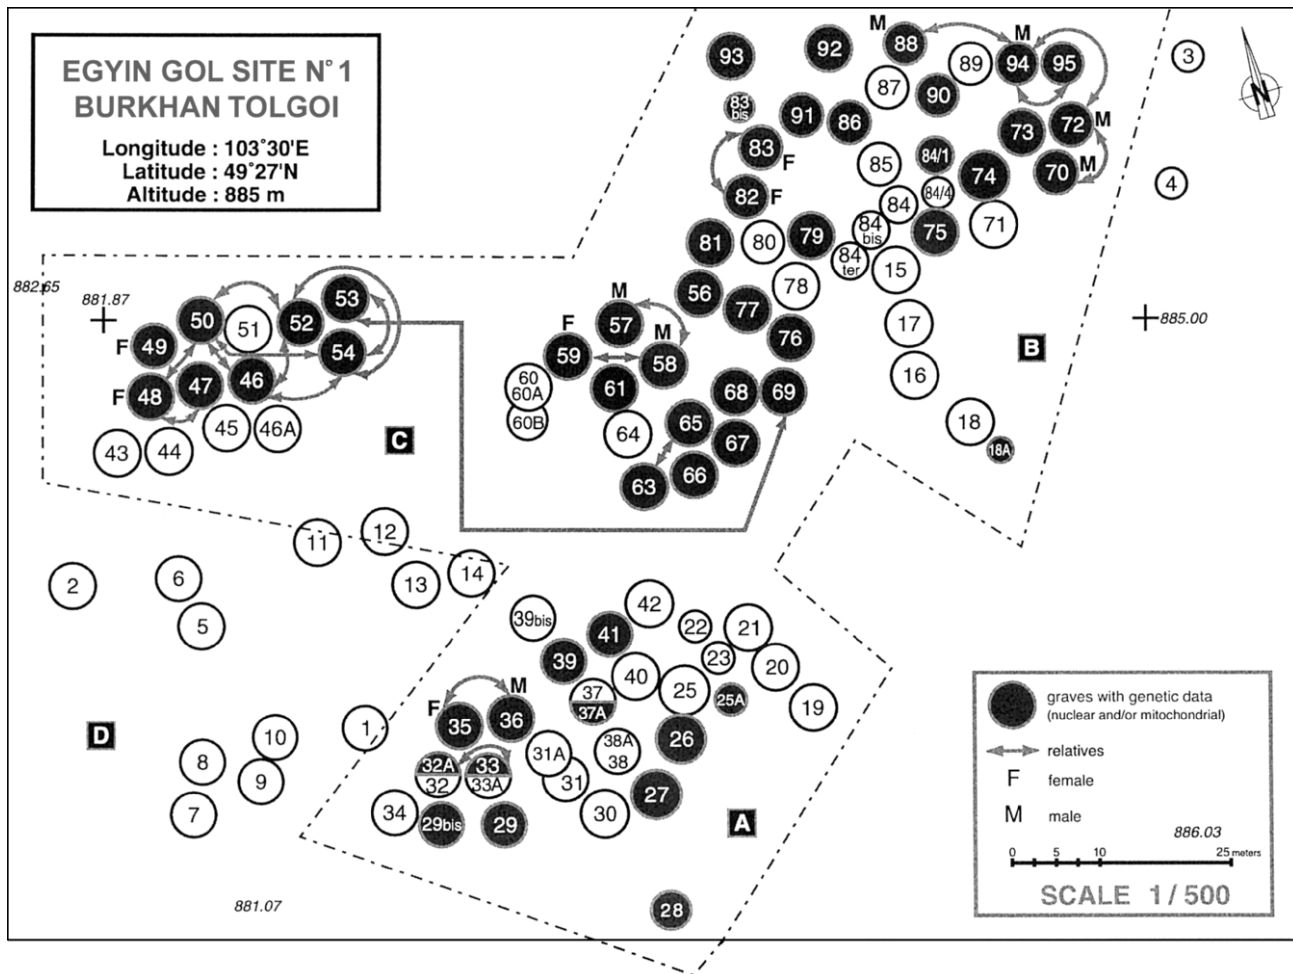 EGYIN GOL SITE N° 1
BURKHAN TOLGOI
Longitude : 103°30'E
Latitude : 49°27'N
Altitude : 885 m
93
92
M
88
M
94
95
89
3
87
90
N
83
bis
91
86
73
72
M
83
F
85
84/1
74
70
M
4
82
F
84/4
84
71
81
80
79
84
bis
75
84
ter
15
882.65
881.87
53
M
56
78
50
51
52
57
77
17
885.00
F
49
54
F
59
M
58
76
B
F
48
47
46
60
60A
61
68
69
16
45
46A
60B
64
65
18
43
44
C
67
18A
63
66
11
12
2
6
13
14
5
39bis
42
41
22
21
39
40
23
20
37
37A
25
25A
19
F
35
M
36
D
10
1
26
8
9
32A
32
33
33A
31A
31
38A
38
7
34
29bis
29
30
27
A
881.07
28
graves with genetic data
(nuclear and/or mitochondrial)
relatives
F female
M male
886.03
0 5 10 25 meters
SCALE 1/500